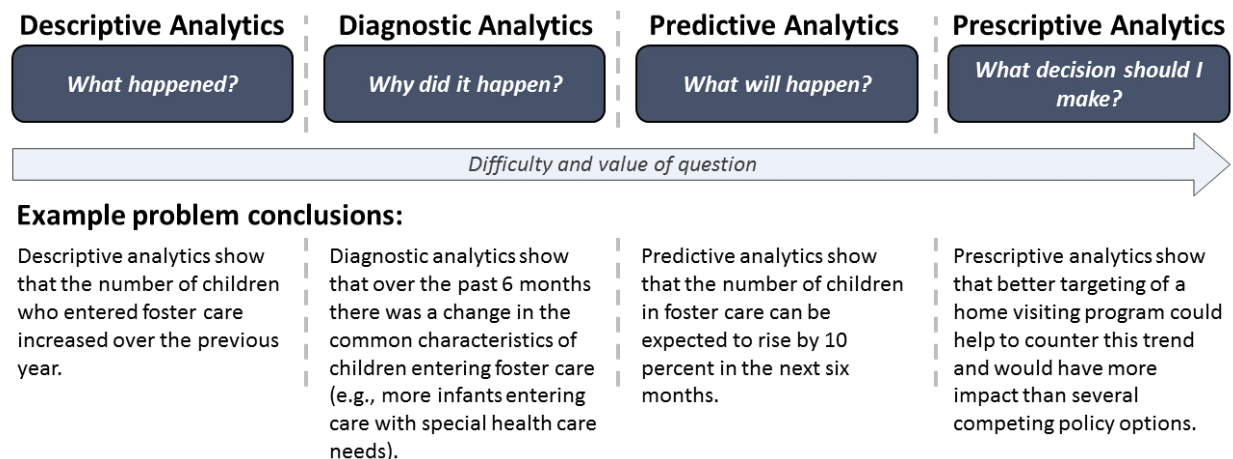 Descriptive Analytics
What happened?
Diagnostic Analytics
Why did it happen?
Predictive Analytics
What will happen?
Prescriptive Analytics
What decision should I
make?
Difficulty and value of question
Example problem conclusions:
Descriptive analytics show
that the number of children
who entered foster care
increased over the previous
year.
Diagnostic analytics show
that over the past 6 months
there was a change in the
common characteristics of
children entering foster care
(e.g., more infants entering
care with special health care
needs).
Predictive analytics show
that the number of children
in foster care can be
expected to rise by 10
percent in the next six
months.
Prescriptive analytics show
that better targeting of a
home visiting program could
help to counter this trend
and would have more
impact than several
competing policy options.